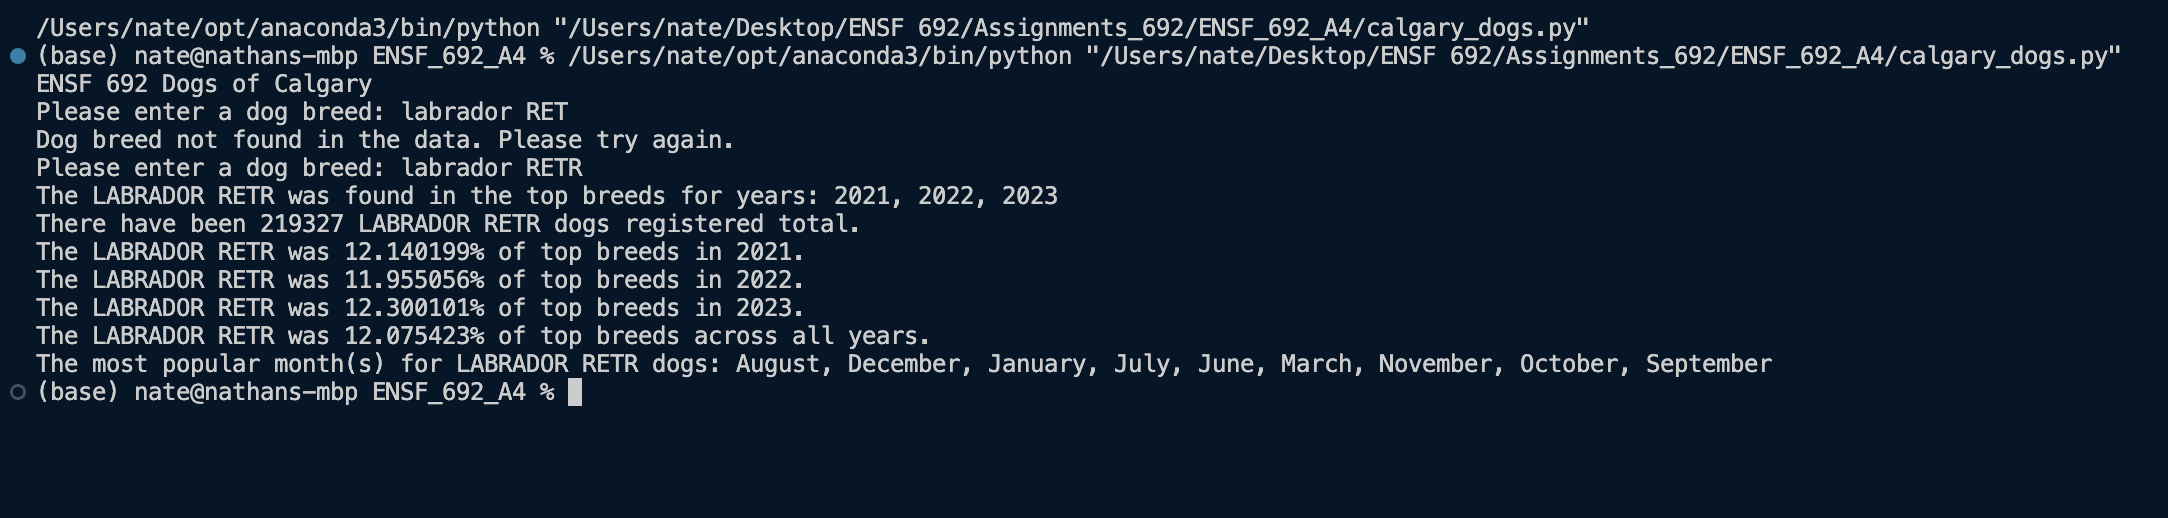 /Users/nate/opt/anaconda3/bin/python "/Users/nate/Desktop/ENSF 692/Assignments_692/ENSF_692_A4/calgary_dogs.py"
(base) nate@nathans-mbp ENSF_692_A4 % /Users/nate/opt/anaconda3/bin/python "/Users/nate/Desktop/ENSF 692/Assignments_692/ENSF_692_A4/calgary_dogs.py"
ENSF 692 Dogs of Calgary
Please enter a dog breed: labrador RET
Dog breed not found in the data. Please try again.
Please enter a dog breed: labrador RETR
The LABRADOR RETR was found in the top breeds for years: 2021, 2022, 2023
There have been 219327 LABRADOR RETR dogs registered total.
The LABRADOR RETR was 12.140199% of top breeds in 2021.
The LABRADOR RETR was 11.955056% of top breeds in 2022.
The LABRADOR RETR was 12.300101% of top breeds in 2023.
The LABRADOR RETR was 12.075423% of top breeds across all years.
The most popular month(s) for LABRADOR RETR dogs: August, December, January, July, June, March, November, October, September
(base) nate@nathans-mbp ENSF_692_A4 %